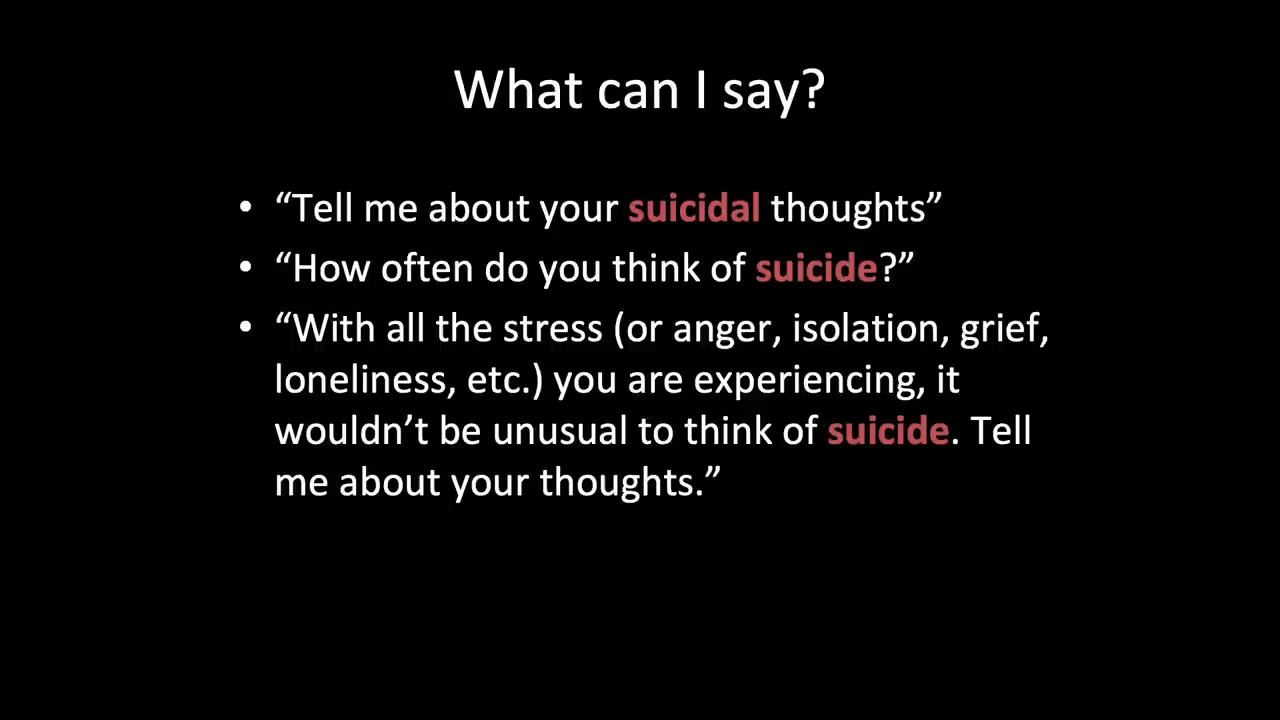 What can I say?
• “Tell me about your suicidal thoughts”
• “How often do you think of suicide?”
• “With all the stress (or anger, isolation, grief,
loneliness, etc.) you are experiencing, it
wouldn’t be unusual to think of suicide. Tell
me about your thoughts.”